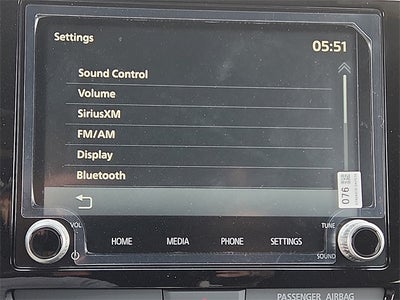 Settings
05:51
Sound Control
Volume
SiriusXM
FM/AM
Display
Bluetooth
076
VOL
TUNE
HOME
MEDIA
PHONE
SETTINGS
SOUND
PASSENGER AIRBAG